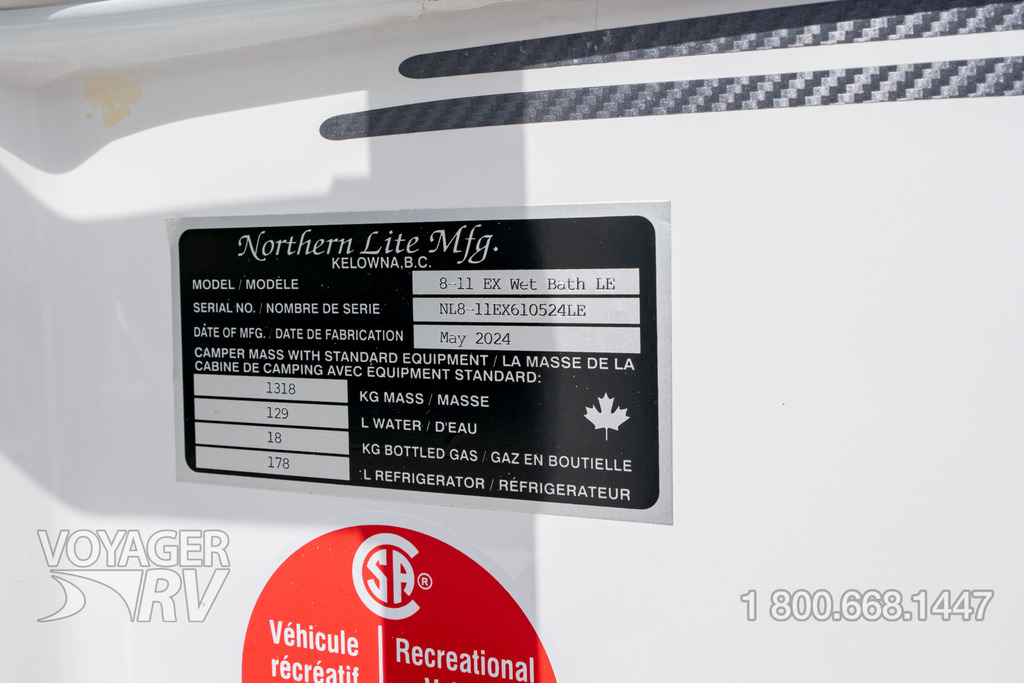 Northern Lite Mfg.
KELOWNA, B.C.
MODEL / MODÈLE 8-11 EX Wet Bath LE
SERIAL NO. / NOMBRE DE SERIE NL8-11EX610524LE
DATE OF MFG. / DATE DE FABRICATION May 2024
CAMPER MASS WITH STANDARD EQUIPMENT / LA MASSE DE LA
CABINE DE CAMPING AVEC ÉQUIPMENT STANDARD:
1318 KG MASS / MASSE
129 L WATER / D'EAU
18 KG BOTTLED GAS / GAZ EN BOUTIELLE
178 L REFRIGERATOR / RÉFRIGERATEUR
CSA®
Véhicule
récréatif
Recreational
VOYAGER
RV
1 800.668.1447